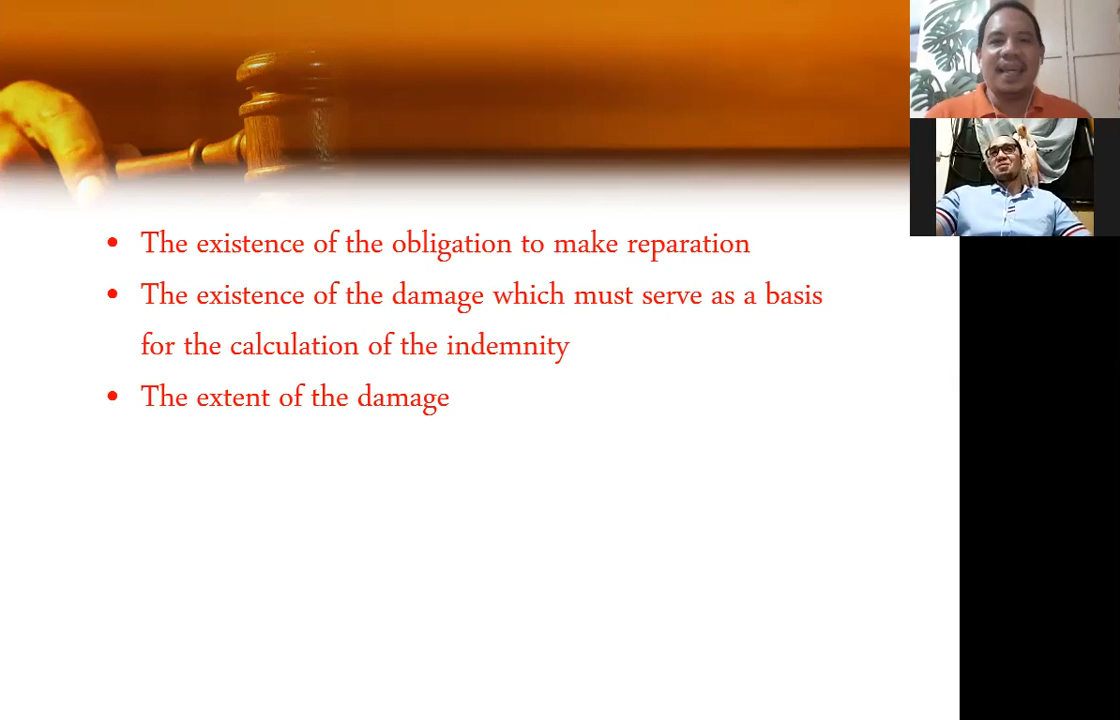 • The existence of the obligation to make reparation
• The existence of the damage which must serve as a basis
for the calculation of the indemnity
• The extent of the damage